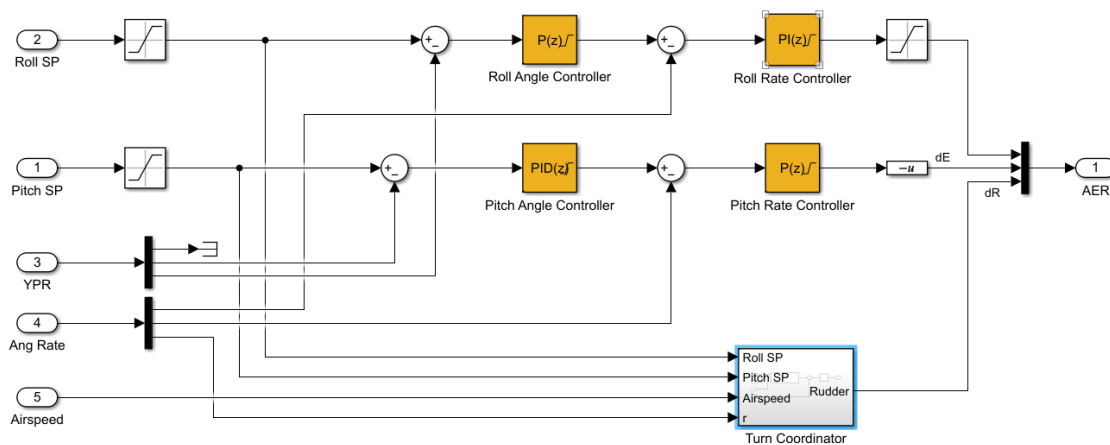 2
Roll SP
P(z)
Roll Angle Controller
PI(z)
Roll Rate Controller
1
Pitch SP
PID(z)
Pitch Angle Controller
P(z)
Pitch Rate Controller
-u
dE
dR
1
AER
3
YPR
4
Ang Rate
5
Airspeed
Roll SP
Pitch SP
Airspeed
r
Rudder
Turn Coordinator